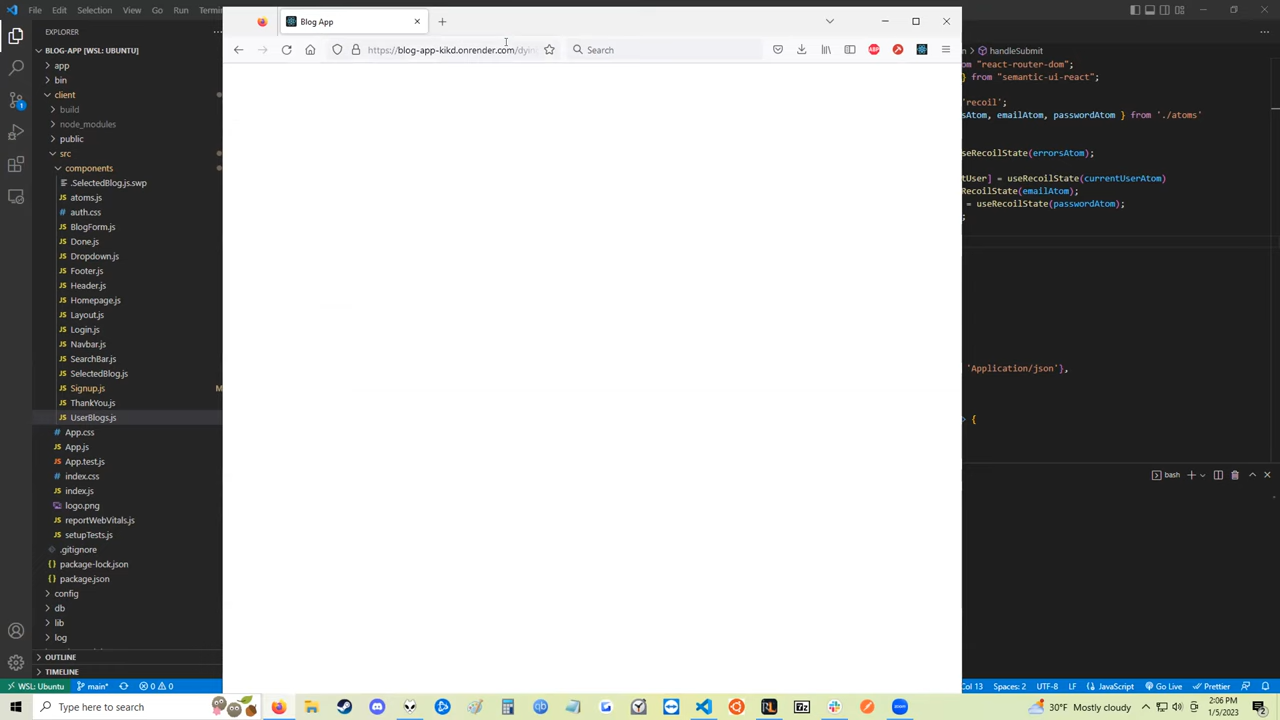 File Edit Selection View Go Run Terminal
Blog App
EXPLORER
https://blog-app-kikd.onrender.com/dying
Search
handleSubmit
BLOG-APP [WSL: UBUNTU]
app
bin
client
build
node_modules
public
src
components
.SelectedBlog.js.swp
atoms.js
auth.css
BlogForm.js
Done.js
Dropdown.js
Footer.js
Header.js
Homepage.js
Layout.js
Login.js
Navbar.js
SearchBar.js
SelectedBlog.js
Signup.js M
ThankYou.js
UserBlogs.js
App.css
App.js
App.test.js
index.css
index.js
logo.png
reportWebVitals.js
setupTests.js
.gitignore
package-lock.json
package.json
config
db
lib
log
OUTLINE
TIMELINE
"react-router-dom";
} from "semantic-ui-react";
recoil';
sAtom, emailAtom, passwordAtom } from './atoms'
seRecoilState(errorsAtom);
tUser] = useRecoilState(currentUserAtom)
RecoilState(emailAtom);
= useRecoilState(passwordAtom);
;
'Application/json'},
> {
bash
WSL: Ubuntu main* 0 0
Col 13 Spaces: 2 UTF-8 LF JavaScript Go Live Prettier
Type here to search
30°F Mostly cloudy
2:06 PM
1/5/2023